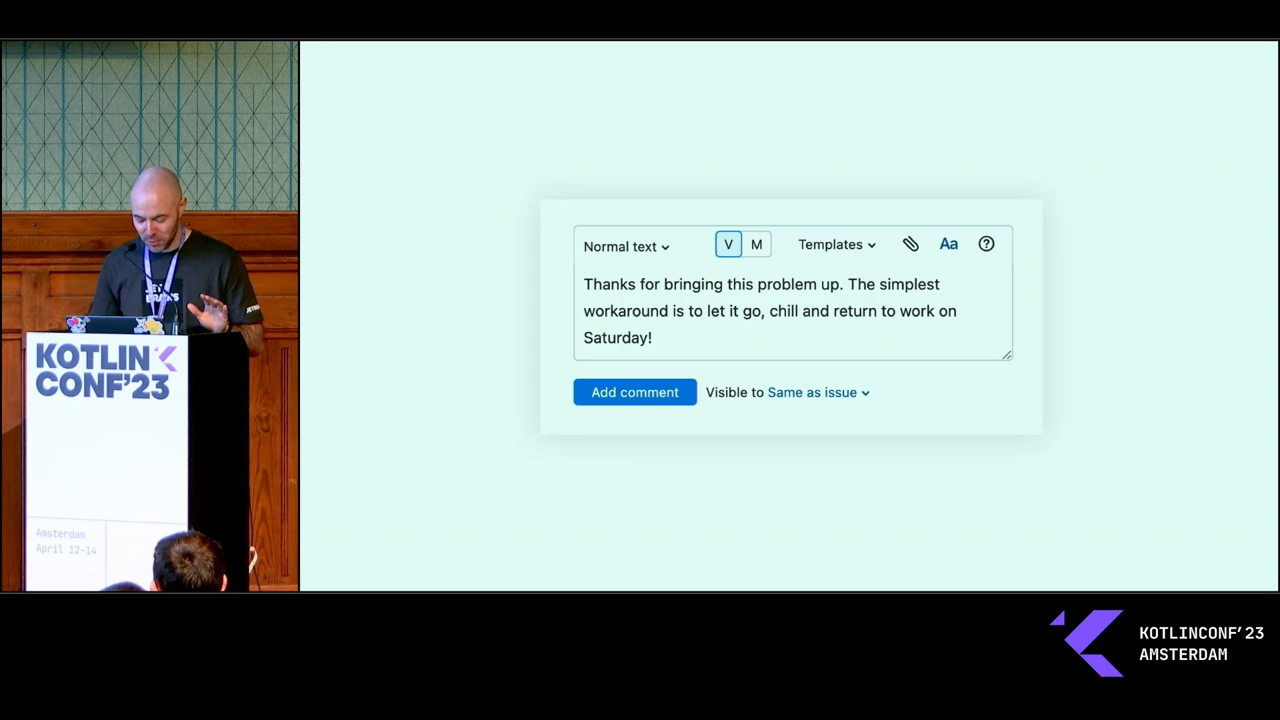 JET
BRAINS
KOTLIN
CONF'23
Amsterdam
April 12-14
Normal text
V M
Templates
Aa
?
Thanks for bringing this problem up. The simplest
workaround is to let it go, chill and return to work on
Saturday!
Add comment
Visible to Same as issue
KOTLINCONF'23
AMSTERDAM